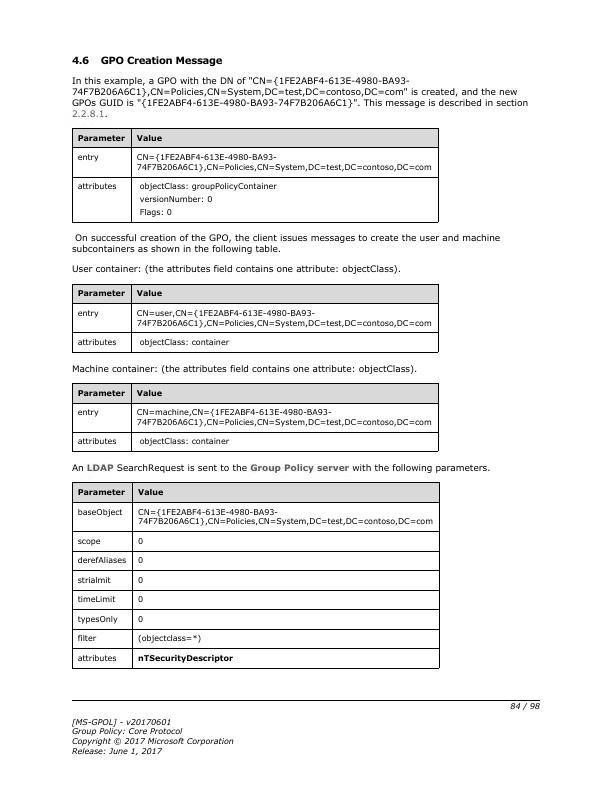 4.6 GPO Creation Message
In this example, a GPO with the DN of "CN={1FE2ABF4-613E-4980-BA93-
74F7B206A6C1},CN=Policies,CN=System,DC=test,DC=contoso,DC=com" is created, and the new
GPOs GUID is "{1FE2ABF4-613E-4980-BA93-74F7B206A6C1}". This message is described in section
2.2.8.1.
Parameter Value
entry CN={1FE2ABF4-613E-4980-BA93-
74F7B206A6C1},CN=Policies,CN=System,DC=test,DC=contoso,DC=com
attributes objectClass: groupPolicyContainer
versionNumber: 0
Flags: 0
On successful creation of the GPO, the client issues messages to create the user and machine
subcontainers as shown in the following table.
User container: (the attributes field contains one attribute: objectClass).
Parameter Value
entry CN=user,CN={1FE2ABF4-613E-4980-BA93-
74F7B206A6C1},CN=Policies,CN=System,DC=test,DC=contoso,DC=com
attributes objectClass: container
Machine container: (the attributes field contains one attribute: objectClass).
Parameter Value
entry CN=machine,CN={1FE2ABF4-613E-4980-BA93-
74F7B206A6C1},CN=Policies,CN=System,DC=test,DC=contoso,DC=com
attributes objectClass: container
An LDAP SearchRequest is sent to the Group Policy server with the following parameters.
Parameter Value
baseObject CN={1FE2ABF4-613E-4980-BA93-
74F7B206A6C1},CN=Policies,CN=System,DC=test,DC=contoso,DC=com
scope 0
derefAliases 0
strialmit 0
timeLimit 0
typesOnly 0
filter (objectclass=*)
attributes nTSecurityDescriptor
84 / 98
[MS-GPOL] - v20170601
Group Policy: Core Protocol
Copyright © 2017 Microsoft Corporation
Release: June 1, 2017